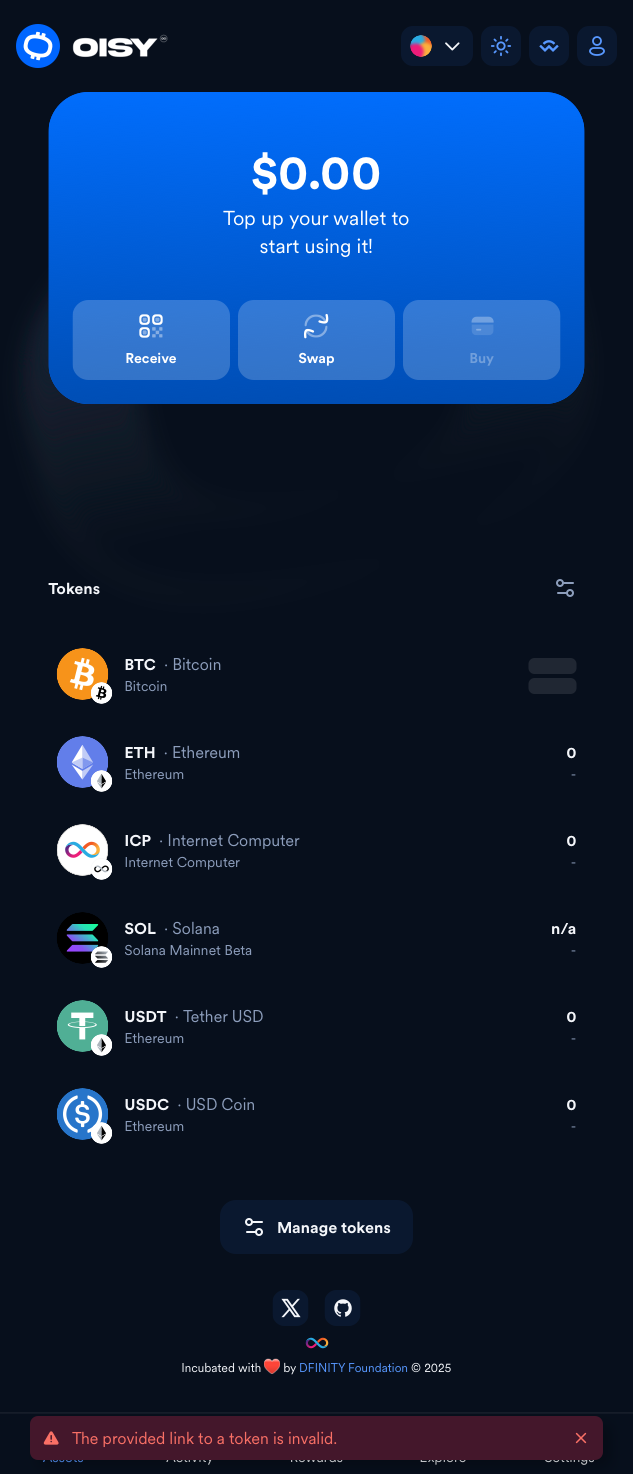 OISY
$0.00
Top up your wallet to
start using it!
Receive
Swap
Buy
Tokens
BTC · Bitcoin
Bitcoin
ETH · Ethereum
0
Ethereum
-
ICP · Internet Computer
0
Internet Computer
-
SOL · Solana
n/a
Solana Mainnet Beta
-
USDT · Tether USD
0
Ethereum
-
USDC · USD Coin
0
Ethereum
-
Manage tokens
Incubated with ❤️ by DFINITY Foundation © 2025
The provided link to a token is invalid.
Assets
Activity
Rewards
Explore
Settings